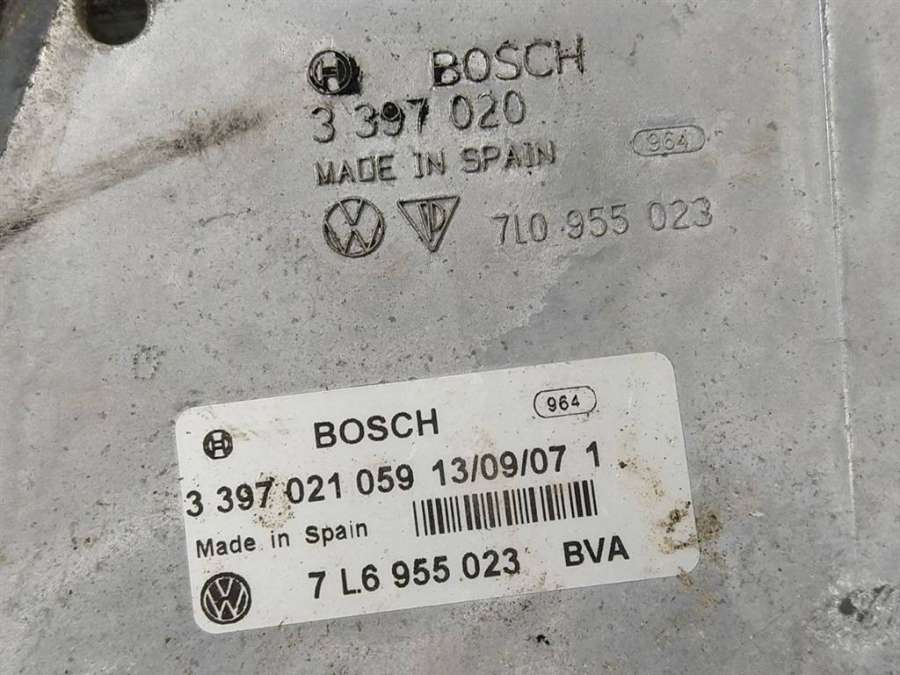 BOSCH
3 397 020
MADE IN SPAIN 964
7L0 955 023
BOSCH 964
3 397 021 059 13/09/07 1
Made in Spain
7 L6 955 023 BVA